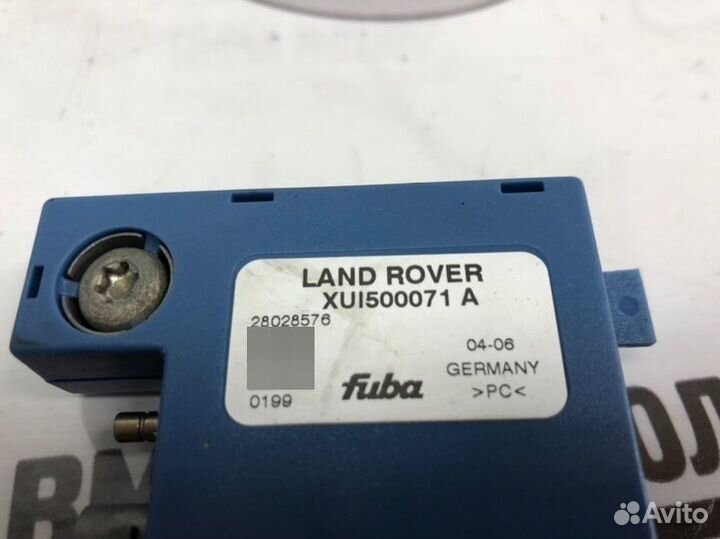 LAND ROVER
XUI500071 A
28028576
04-06
GERMANY
fuba
0199
>PC<
Avito